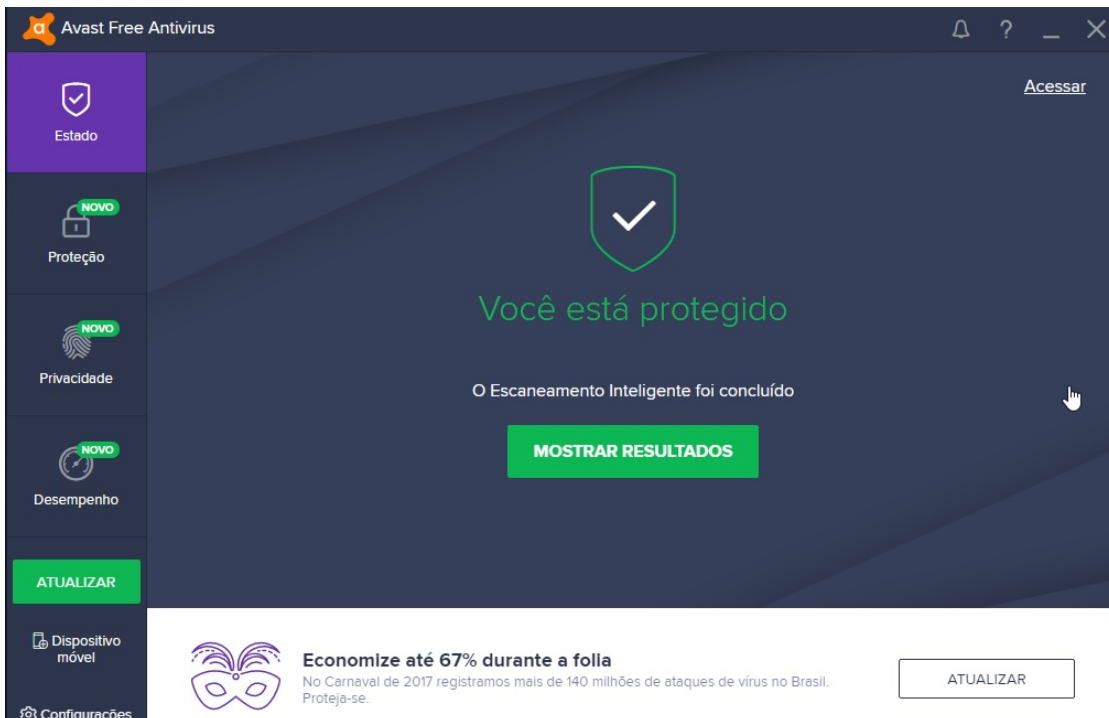 Avast Free Antivirus
Acessar
Estado
NOVO
Proteção
NOVO
Privacidade
NOVO
Desempenho
ATUALIZAR
Dispositivo
móvel
Configurações
Você está protegido
O Escaneamento Inteligente foi concluído
MOSTRAR RESULTADOS
Economize até 67% durante a folia
No Carnaval de 2017 registramos mais de 140 milhões de ataques de vírus no Brasil.
Proteja-se.
ATUALIZAR